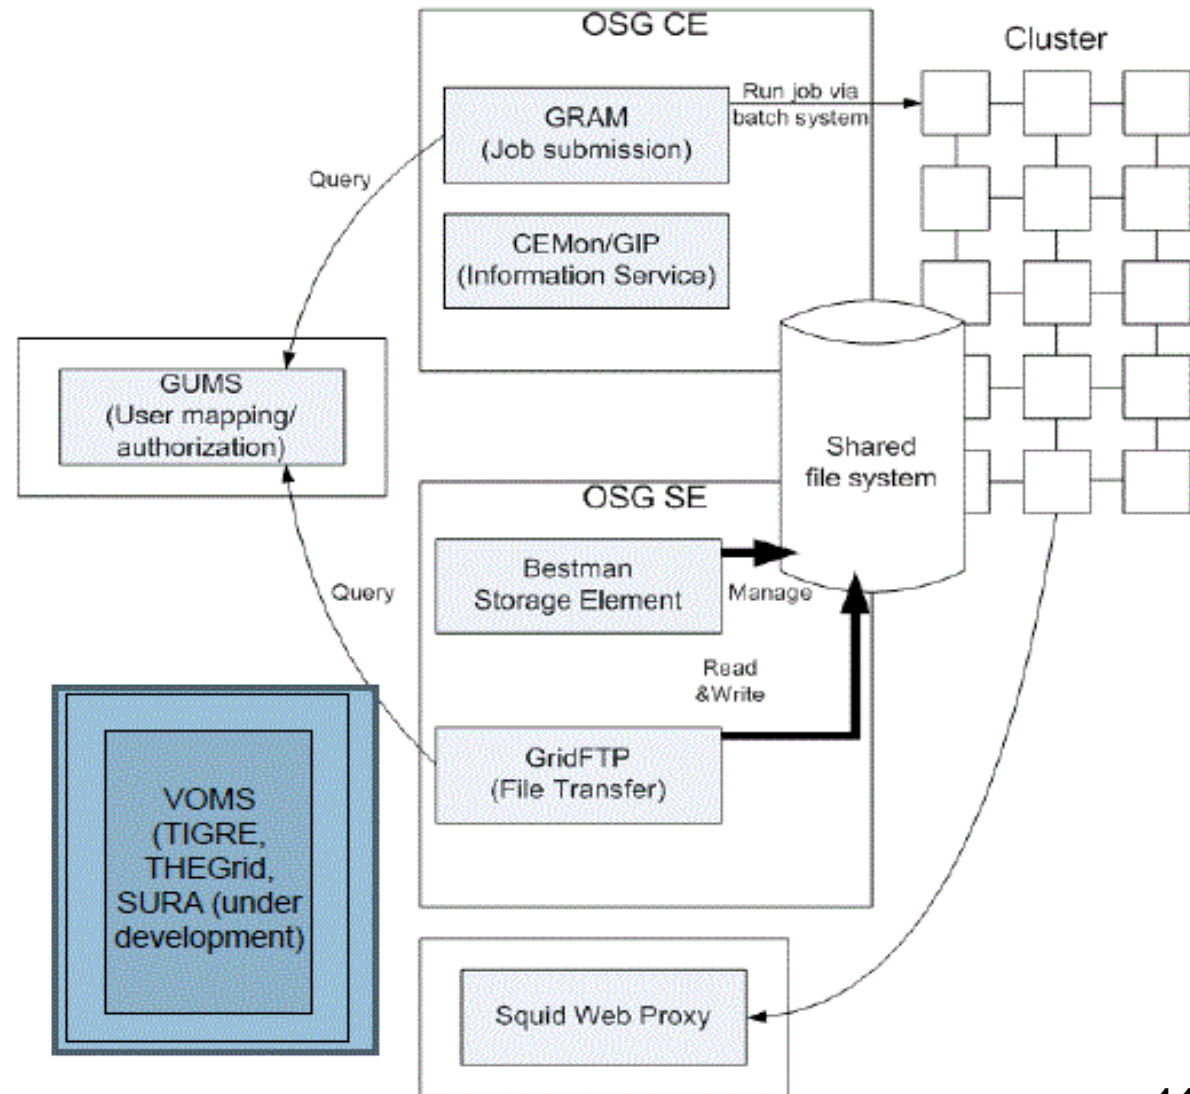 OSG CE
Cluster
GRAM
(Job submission)
Run job via
batch system
Query
CEMon/GIP
(Information Service)
GUMS
(User mapping/
authorization)
Shared
file system
OSG SE
Bestman
Storage Element
Manage
Query
Read
&Write
GridFTP
(File Transfer)
VOMS
(TIGRE,
THEGrid,
SURA (under
development)
Squid Web Proxy